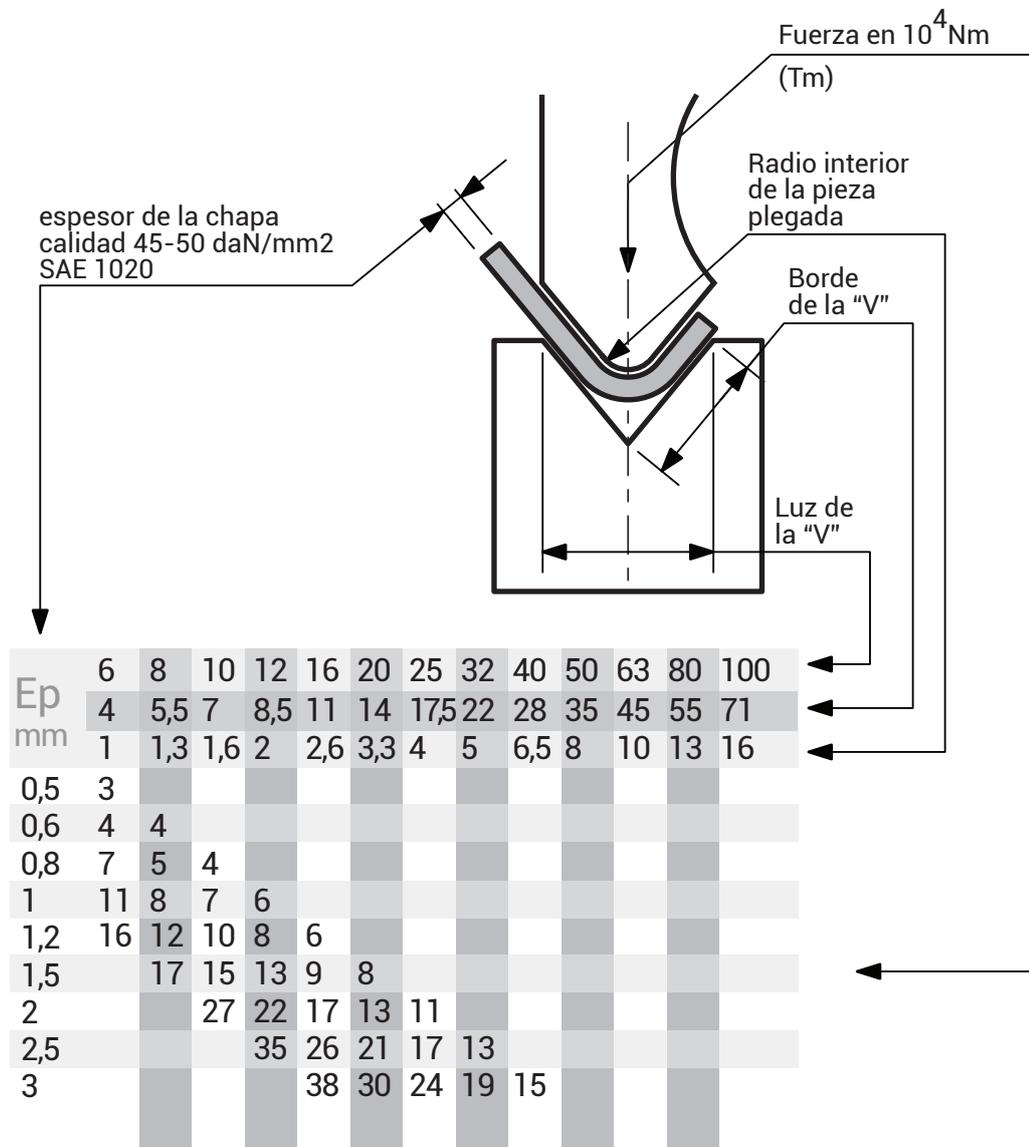 Fuerza en 10⁴Nm
(Tm)
Radio interior
de la pieza
plegada
espesor de la chapa
calidad 45-50 daN/mm2
SAE 1020
Borde
de la “V”
Luz de
la “V”
Ep
mm
6 8 10 12 16 20 25 32 40 50 63 80 100
4 5,5 7 8,5 11 14 17,5 22 28 35 45 55 71
1 1,3 1,6 2 2,6 3,3 4 5 6,5 8 10 13 16
0,5 3
0,6 4 4
0,8 7 5 4
1 11 8 7 6
1,2 16 12 10 8 6
1,5 17 15 13 9 8
2 27 22 17 13 11
2,5 35 26 21 17 13
3 38 30 24 19 15